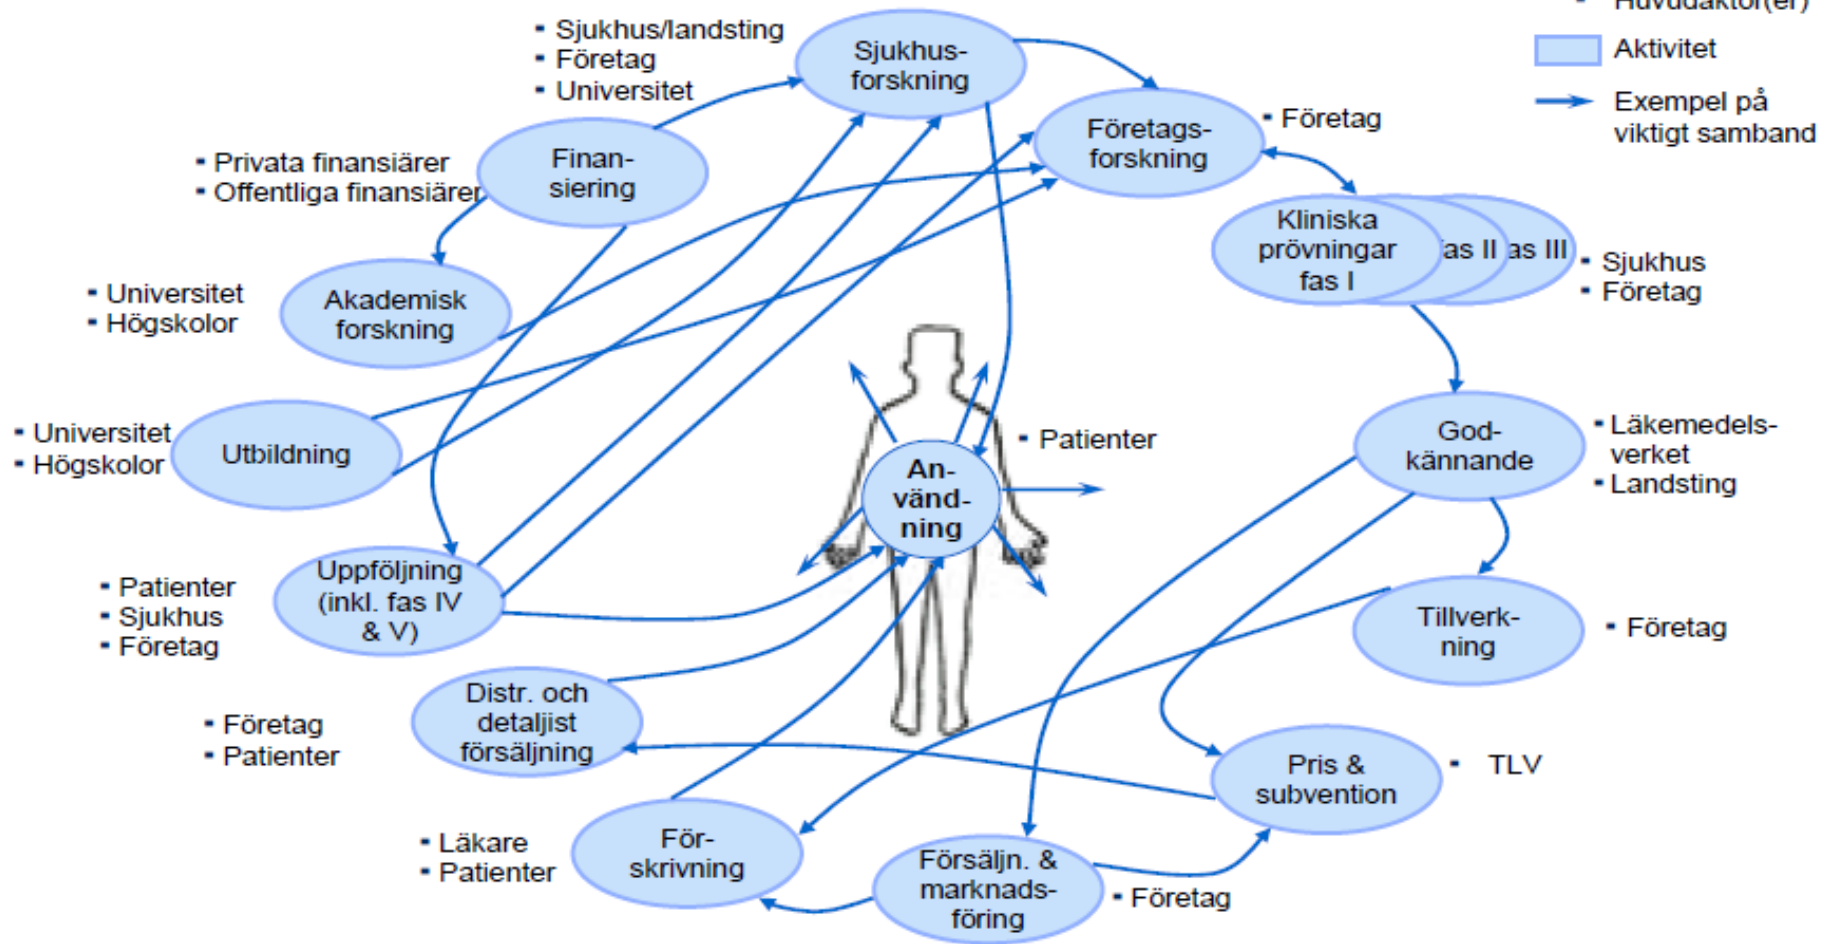 ▪ Huvudaktör(er)
Aktivitet
Exempel på
viktigt samband
▪ Sjukhus/landsting
▪ Företag
▪ Universitet
Sjukhus-
forskning
Företags-
forskning
▪ Företag
▪ Privata finansiärer
▪ Offentliga finansiärer
Finan-
siering
Kliniska
prövningar
fas I
fas II
as III
▪ Sjukhus
▪ Företag
▪ Universitet
▪ Högskolor
Akademisk
forskning
▪ Universitet
▪ Högskolor
Utbildning
▪ Patienter
An-
vänd-
ning
God-
kännande
▪ Läkemedels-
verket
▪ Landsting
▪ Patienter
▪ Sjukhus
▪ Företag
Uppföljning
(inkl. fas IV
& V)
Tillverk-
ning
▪ Företag
▪ Företag
▪ Patienter
Distr. och
detaljist
försäljning
Pris &
subvention
▪ TLV
▪ Läkare
▪ Patienter
För-
skrivning
Försäljn. &
marknads-
föring
▪ Företag